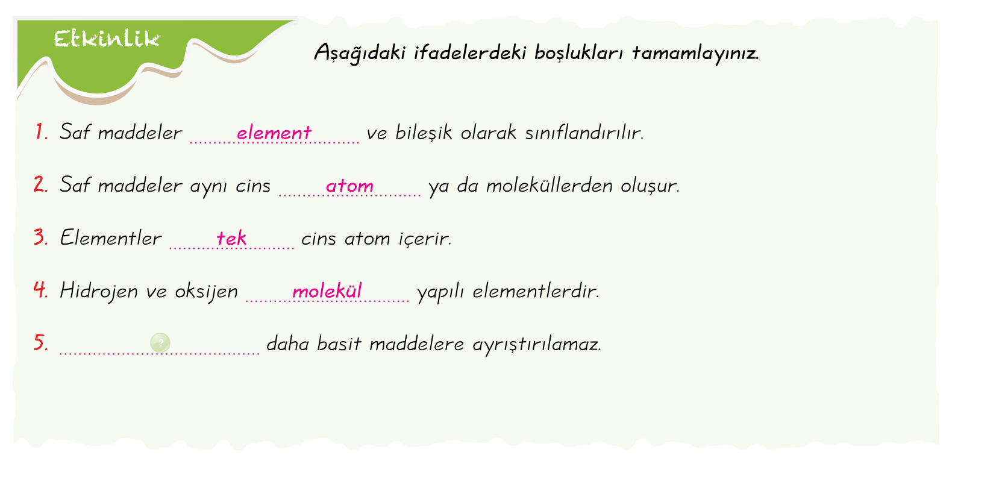 Etkinlik
Aşağıdaki ifadelerdeki boşlukları tamamlayınız.
1. Saf maddeler element ve bileşik olarak sınıflandırılır.
2. Saf maddeler aynı cins atom ya da moleküllerden oluşur.
3. Elementler tek cins atom içerir.
4. Hidrojen ve oksijen molekül yapılı elementlerdir.
5. ? daha basit maddelere ayrıştırılamaz.